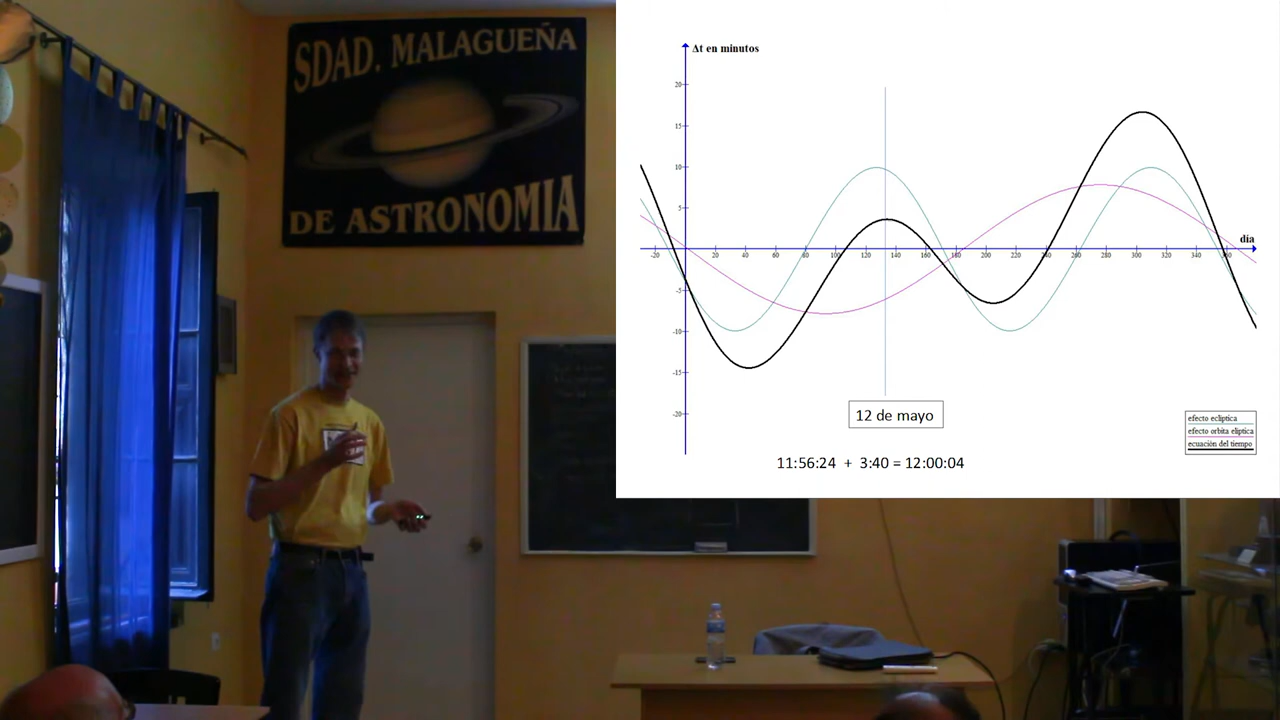 SDAD. MALAGUEÑA
DE ASTRONOMIA
Δt en minutos
20
15
10
5
-5
-10
-15
-20
-20 20 40 60 80 100 120 140 160 180 200 220 240 260 280 300 320 340 360
dia
12 de mayo
11:56:24 + 3:40 = 12:00:04
efecto eclíptica
efecto orbita elíptica
ecuación del tiempo